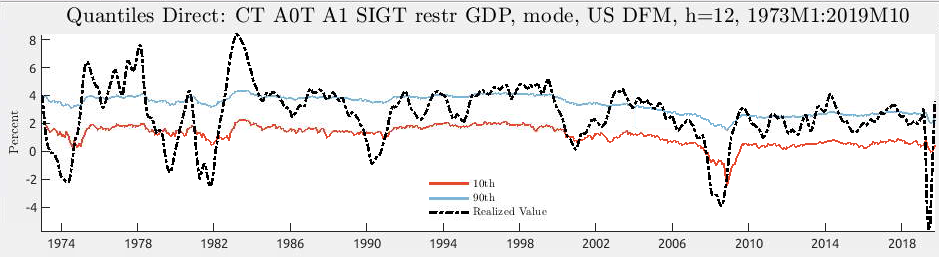 Quantiles Direct: CT A0T A1 SIGT restr GDP, mode, US DFM, h=12, 1973M1:2019M10
8
6
4
2
0
-2
-4
Percent
10th
90th
Realized Value
1974 1978 1982 1986 1990 1994 1998 2002 2006 2010 2014 2018